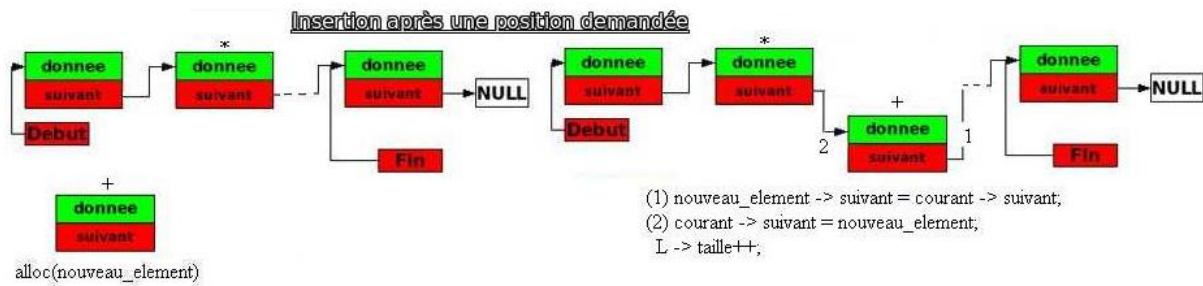 Insertion après une position demandée
*
donnee
suivant
donnee
suivant
donnee
suivant
NULL
Debut
Fin
+
donnee
suivant
alloc(nouveau_element)
*
donnee
suivant
donnee
suivant
donnee
suivant
NULL
Debut
+
donnee
suivant
2
1
Fin
(1) nouveau_element -> suivant = courant -> suivant;
(2) courant -> suivant = nouveau_element;
L -> taille++;